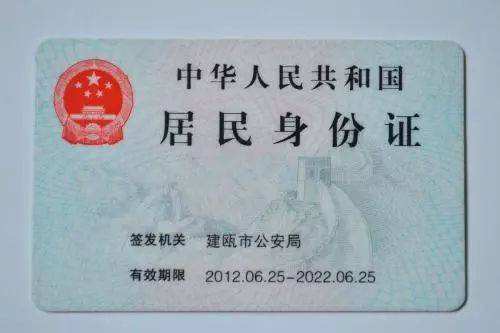 中华人民共和国
居民身份证
签发机关 建瓯市公安局
有效期限 2012.06.25-2022.06.25